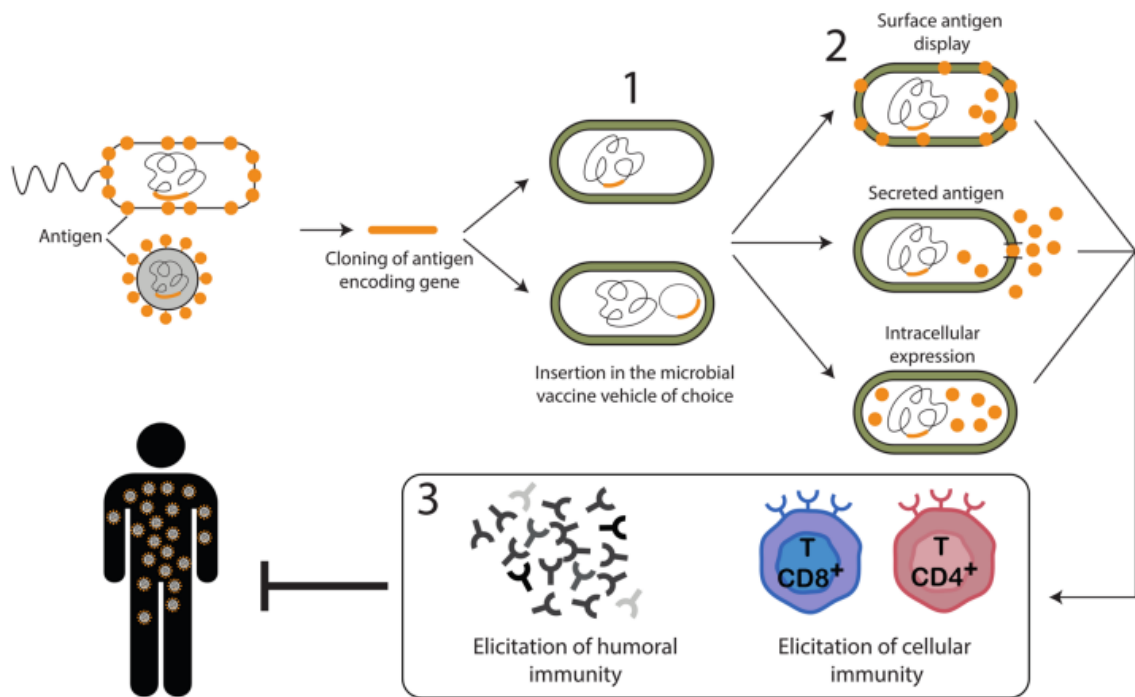 Surface antigen
display
2
1
Antigen
Cloning of antigen
encoding gene
Secreted antigen
Insertion in the microbial
vaccine vehicle of choice
Intracellular
expression
3
T
CD8+
T
CD4+
Elicitation of humoral
immunity
Elicitation of cellular
immunity